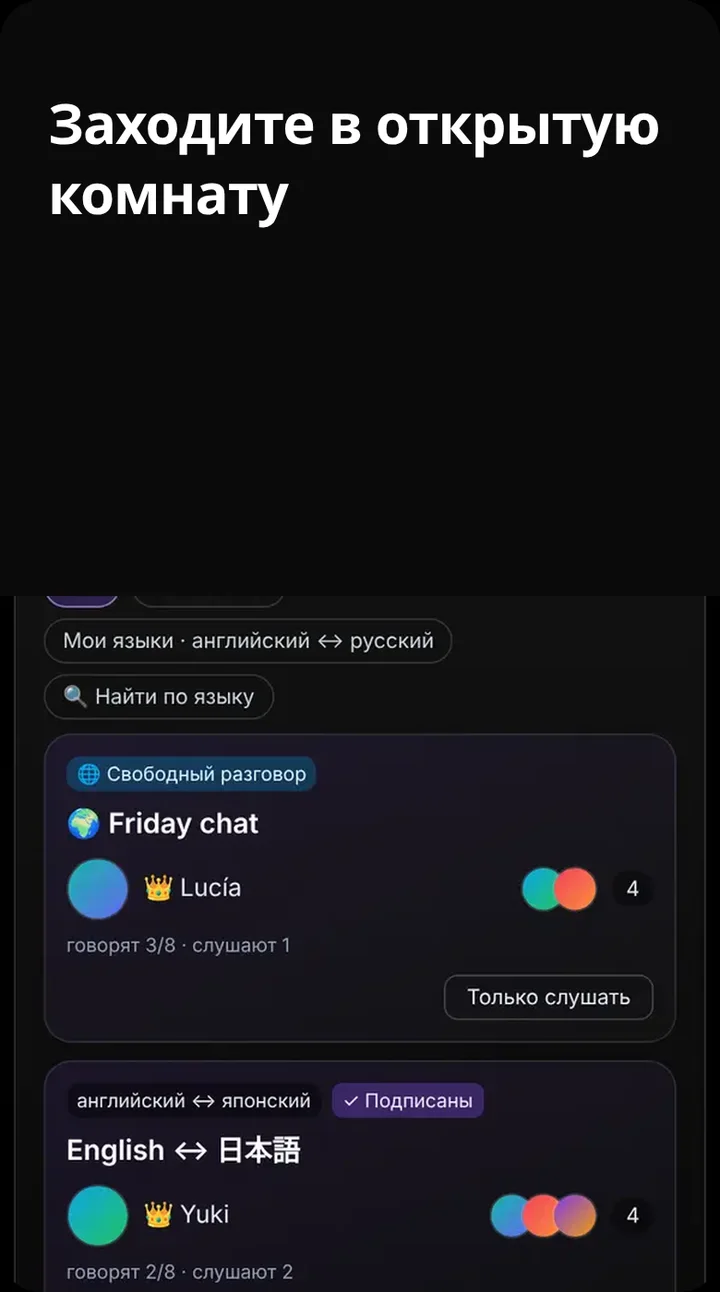 Заходите в открытую
комнату
Мои языки · английский ↔ русский
🔍 Найти по языку
🌐 Свободный разговор
🌍 Friday chat
👑 Lucía
4
говорят 3/8 · слушают 1
Только слушать
английский ↔ японский
✓ Подписаны
English ↔ 日本語
👑 Yuki
4
говорят 2/8 · слушают 2